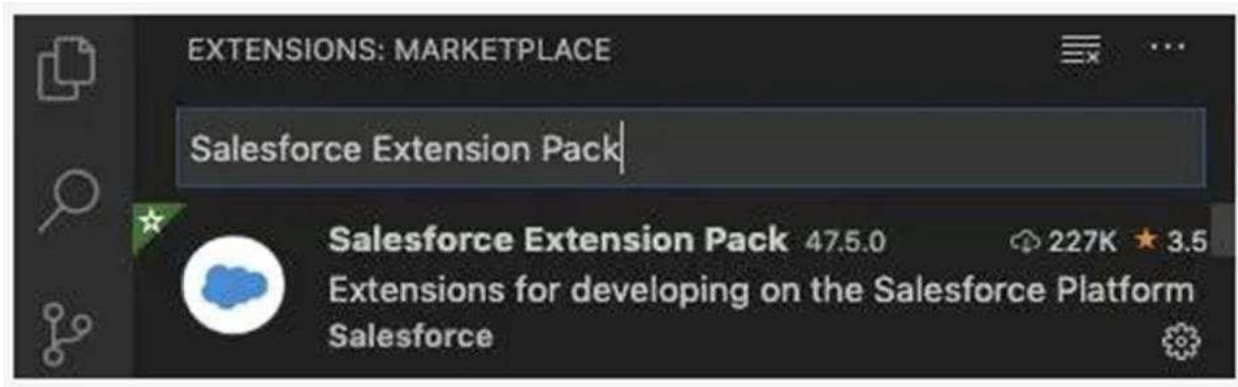 EXTENSIONS: MARKETPLACE
Salesforce Extension Pack
Salesforce Extension Pack 47.5.0 227K ★ 3.5
Extensions for developing on the Salesforce Platform
Salesforce